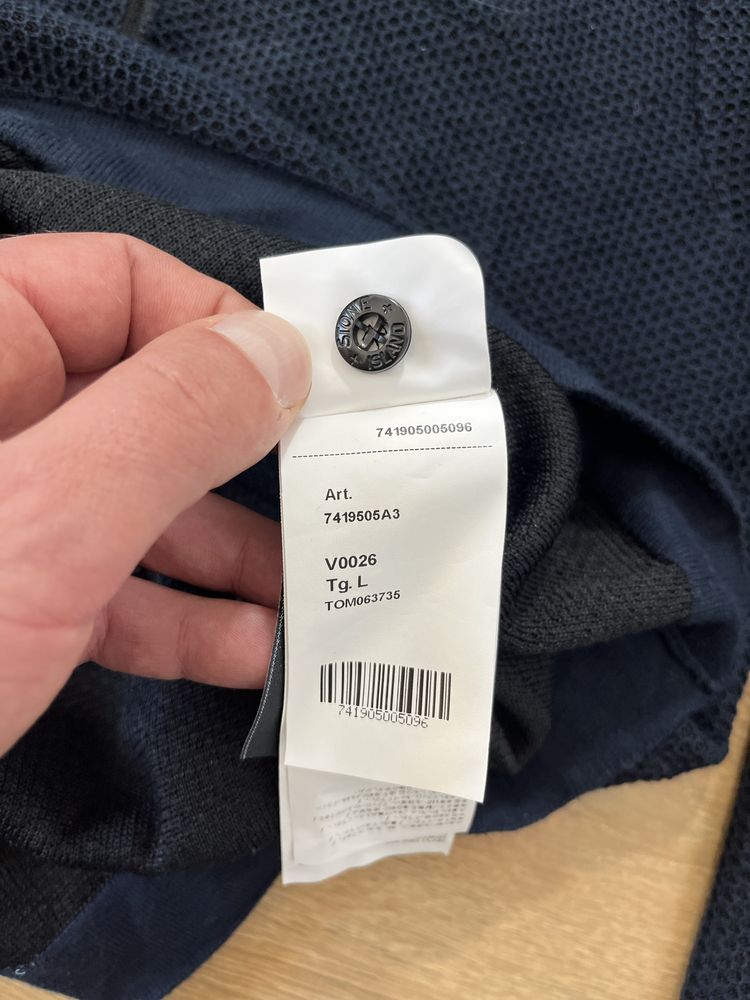 STONE
ISLAND
741905005096
Art.
7419505A3
V0026
Tg. L
TOM063735
741905005096